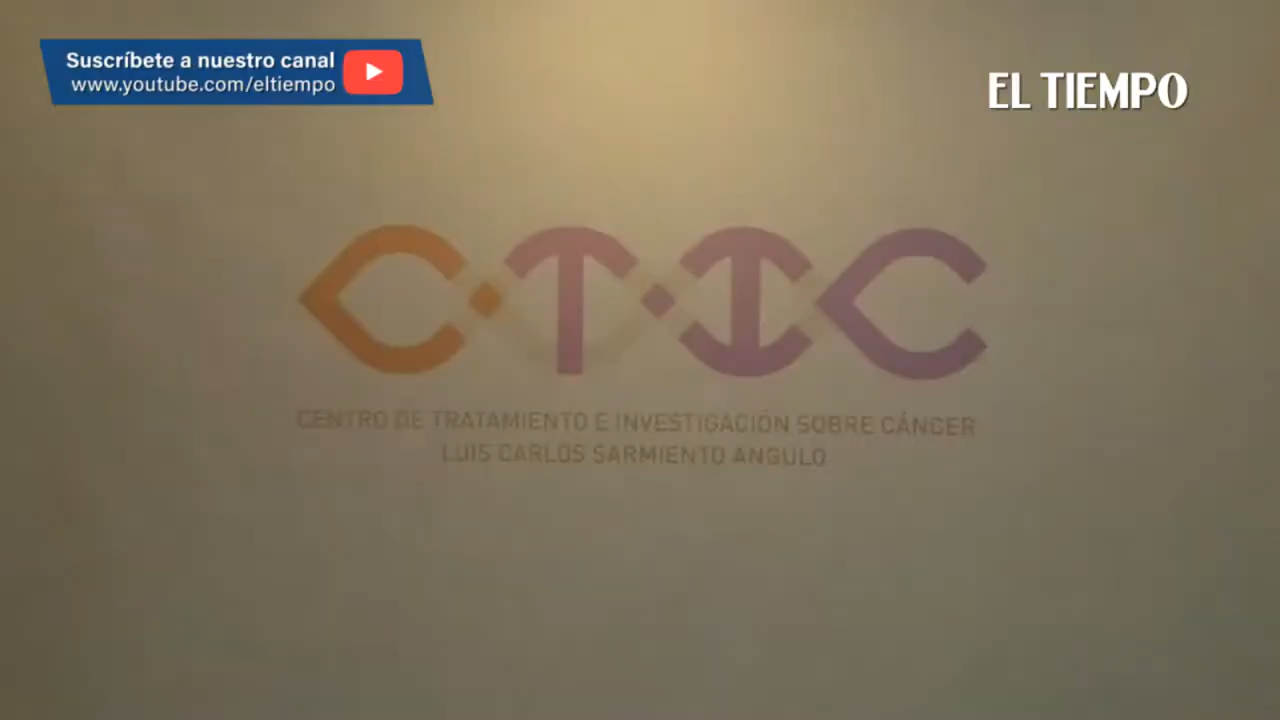 Suscríbete a nuestro canal
www.youtube.com/eltiempo
EL TIEMPO
CTIC
CENTRO DE TRATAMIENTO E INVESTIGACIÓN SOBRE CÁNCER
LUIS CARLOS SARMIENTO ANGULO